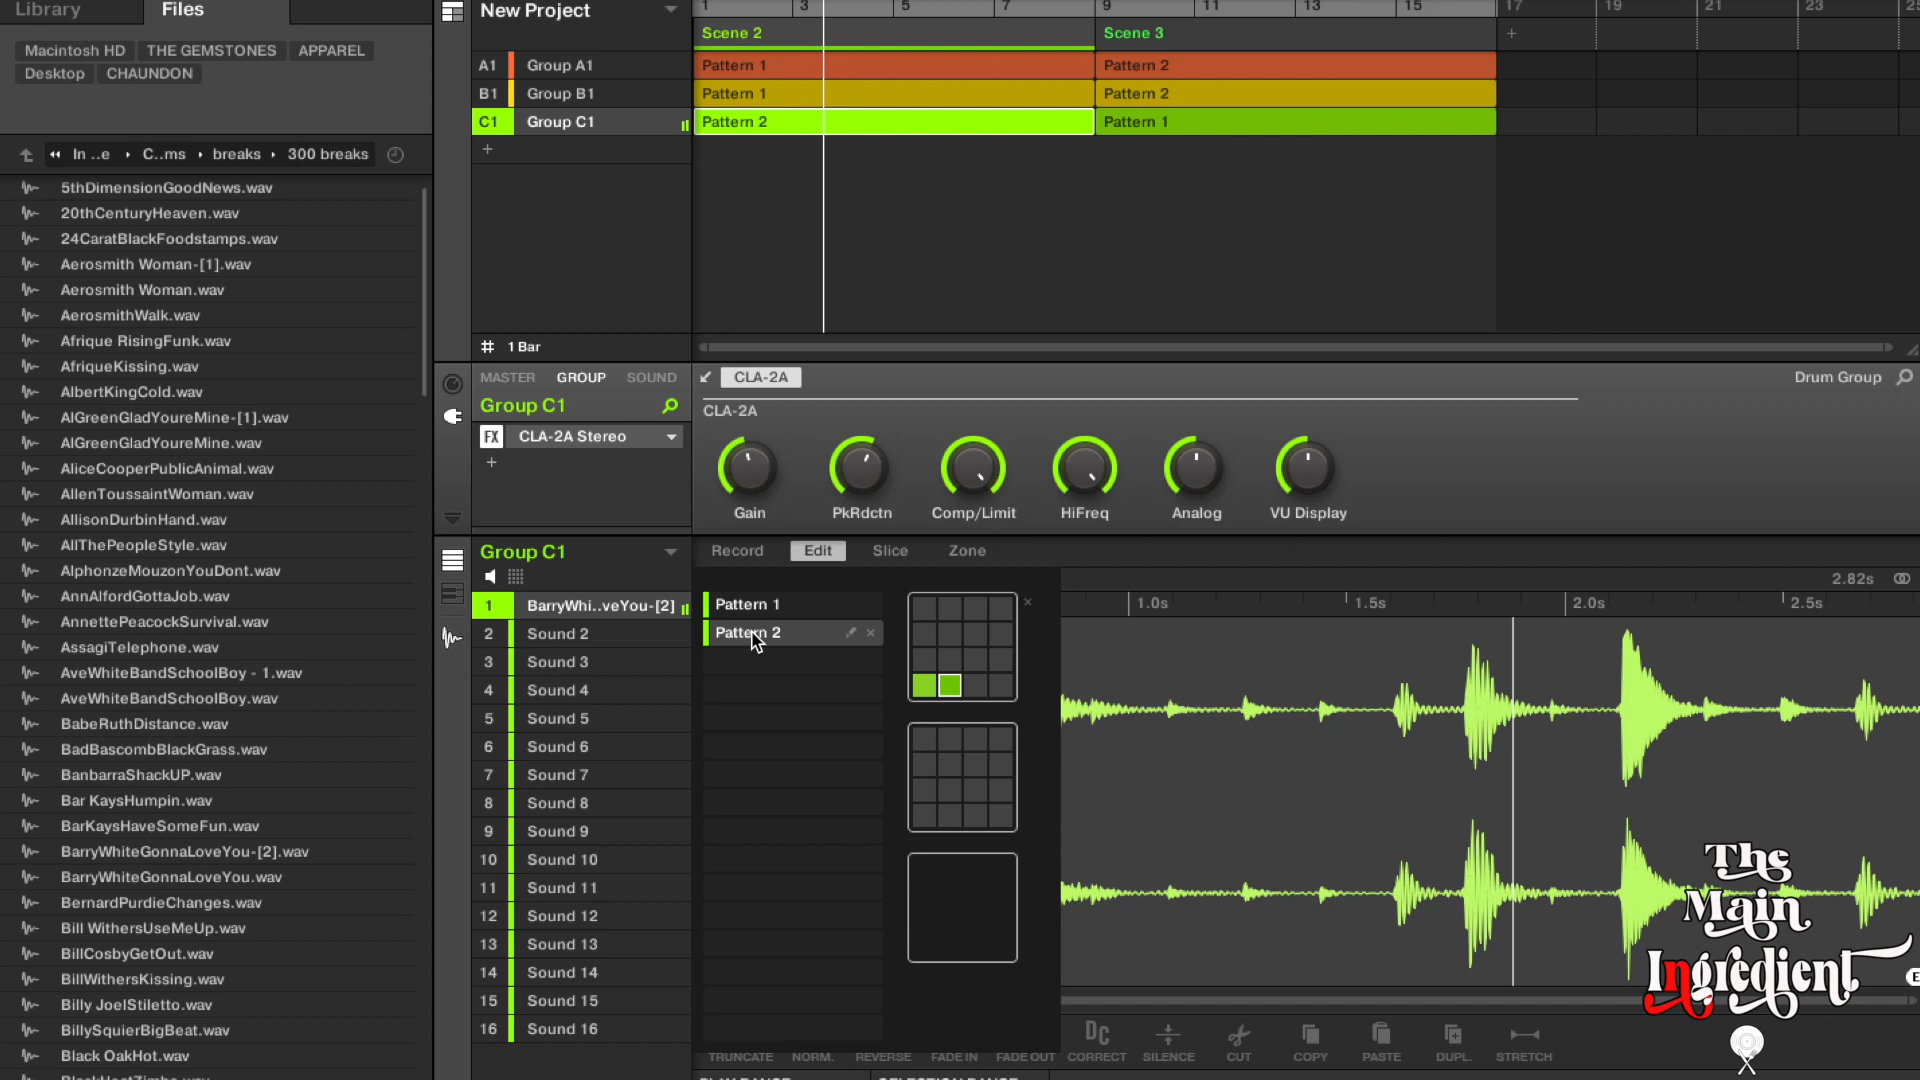 Library
Files
Macintosh HD
THE GEMSTONES
APPAREL
Desktop
CHAUNDON
In ..e
C..ms
breaks
300 breaks
5thDimensionGoodNews.wav
20thCenturyHeaven.wav
24CaratBlackFoodstamps.wav
Aerosmith Woman-[1].wav
Aerosmith Woman.wav
AerosmithWalk.wav
Afrique RisingFunk.wav
AfriqueKissing.wav
AlbertKingCold.wav
AlGreenGladYoureMine-[1].wav
AlGreenGladYoureMine.wav
AliceCooperPublicAnimal.wav
AllenToussaintWoman.wav
AllisonDurbinHand.wav
AllThePeopleStyle.wav
AlphonzeMouzonYouDont.wav
AnnAlfordGottaJob.wav
AnnettePeacockSurvival.wav
AssagiTelephone.wav
AveWhiteBandSchoolBoy - 1.wav
AveWhiteBandSchoolBoy.wav
BabeRuthDistance.wav
BadBascombBlackGrass.wav
BanbarraShackUP.wav
Bar KaysHumpin.wav
BarKaysHaveSomeFun.wav
BarryWhiteGonnaLoveYou-[2].wav
BarryWhiteGonnaLoveYou.wav
BernardPurdieChanges.wav
Bill WithersUseMeUp.wav
BillCosbyGetOut.wav
BillWithersKissing.wav
Billy JoelStiletto.wav
BillySquierBigBeat.wav
Black OakHot.wav
New Project
1 3 5 7 9 11 13 15 17 19 21 23 25
Scene 2
Scene 3
A1 Group A1 Pattern 1 Pattern 2
B1 Group B1 Pattern 1 Pattern 2
C1 Group C1 Pattern 2 Pattern 1
1 Bar
MASTER GROUP SOUND
CLA-2A
Drum Group
Group C1
CLA-2A
FX CLA-2A Stereo
Gain
PkRdctn
Comp/Limit
HiFreq
Analog
VU Display
Group C1
Record
Edit
Slice
Zone
2.82s
1.0s 1.5s 2.0s 2.5s
1 BarryWhi..veYou-[2]
2 Sound 2
3 Sound 3
4 Sound 4
5 Sound 5
6 Sound 6
7 Sound 7
8 Sound 8
9 Sound 9
10 Sound 10
11 Sound 11
12 Sound 12
13 Sound 13
14 Sound 14
15 Sound 15
16 Sound 16
Pattern 1
Pattern 2
The
Main
Ingredient
DC
TRUNCATE NORM. REVERSE FADE IN FADE OUT CORRECT SILENCE CUT COPY PASTE DUPL. STRETCH